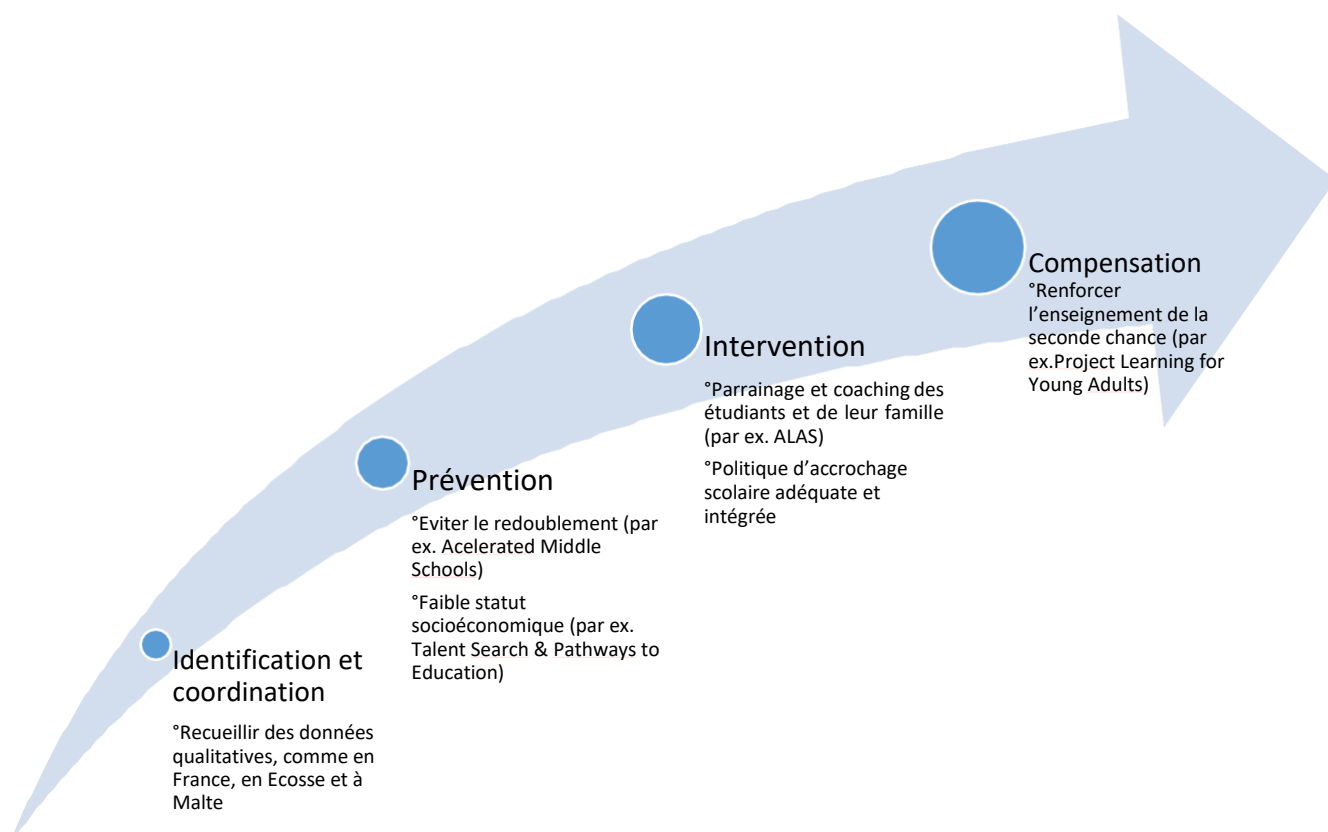 Identification et
coordination
°Recueillir des données
qualitatives, comme en
France, en Ecosse et à
Malte
Prévention
°Eviter le redoublement (par
ex. Acelerated Middle
Schools)
°Faible statut
socioéconomique (par ex.
Talent Search & Pathways to
Education)
Intervention
°Parrainage et coaching des
étudiants et de leur famille
(par ex. ALAS)
°Politique d’accrochage
scolaire adéquate et
intégrée
Compensation
°Renforcer
l’enseignement de la
seconde chance (par
ex.Project Learning for
Young Adults)